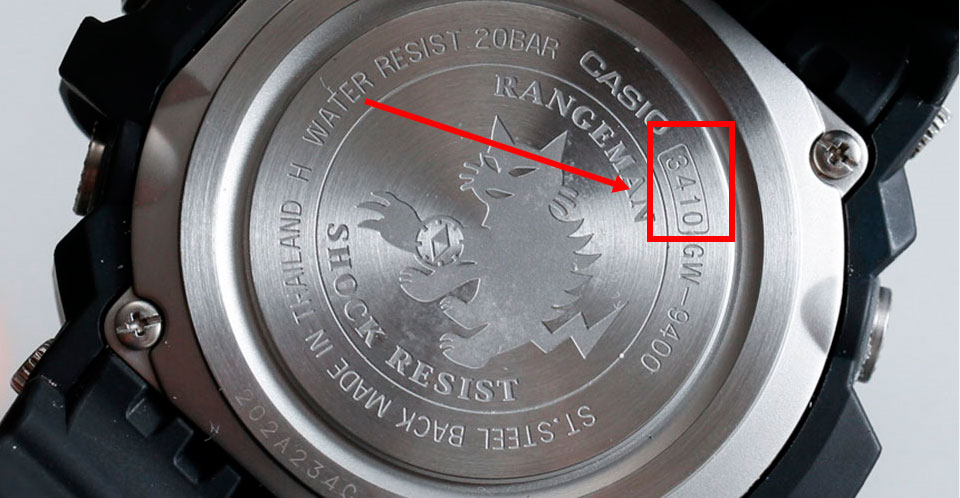 WATER RESIST 20BAR
CASIO
3410
GW-9400
ST.STEEL BACK MADE IN THAILAND H
RANGEMAN
SHOCK RESIST
202A234C